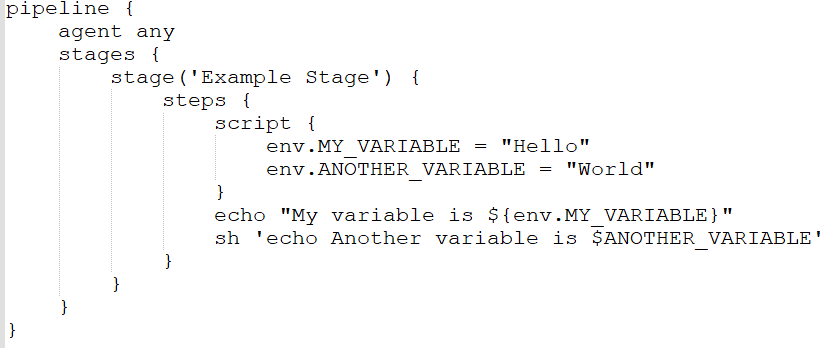 pipeline {
    agent any
    stages {
        stage('Example Stage') {
            steps {
                script {
                    env.MY_VARIABLE = "Hello"
                    env.ANOTHER_VARIABLE = "World"
                }
                echo "My variable is ${env.MY_VARIABLE}"
                sh 'echo Another variable is $ANOTHER_VARIABLE'
            }
        }
    }
}